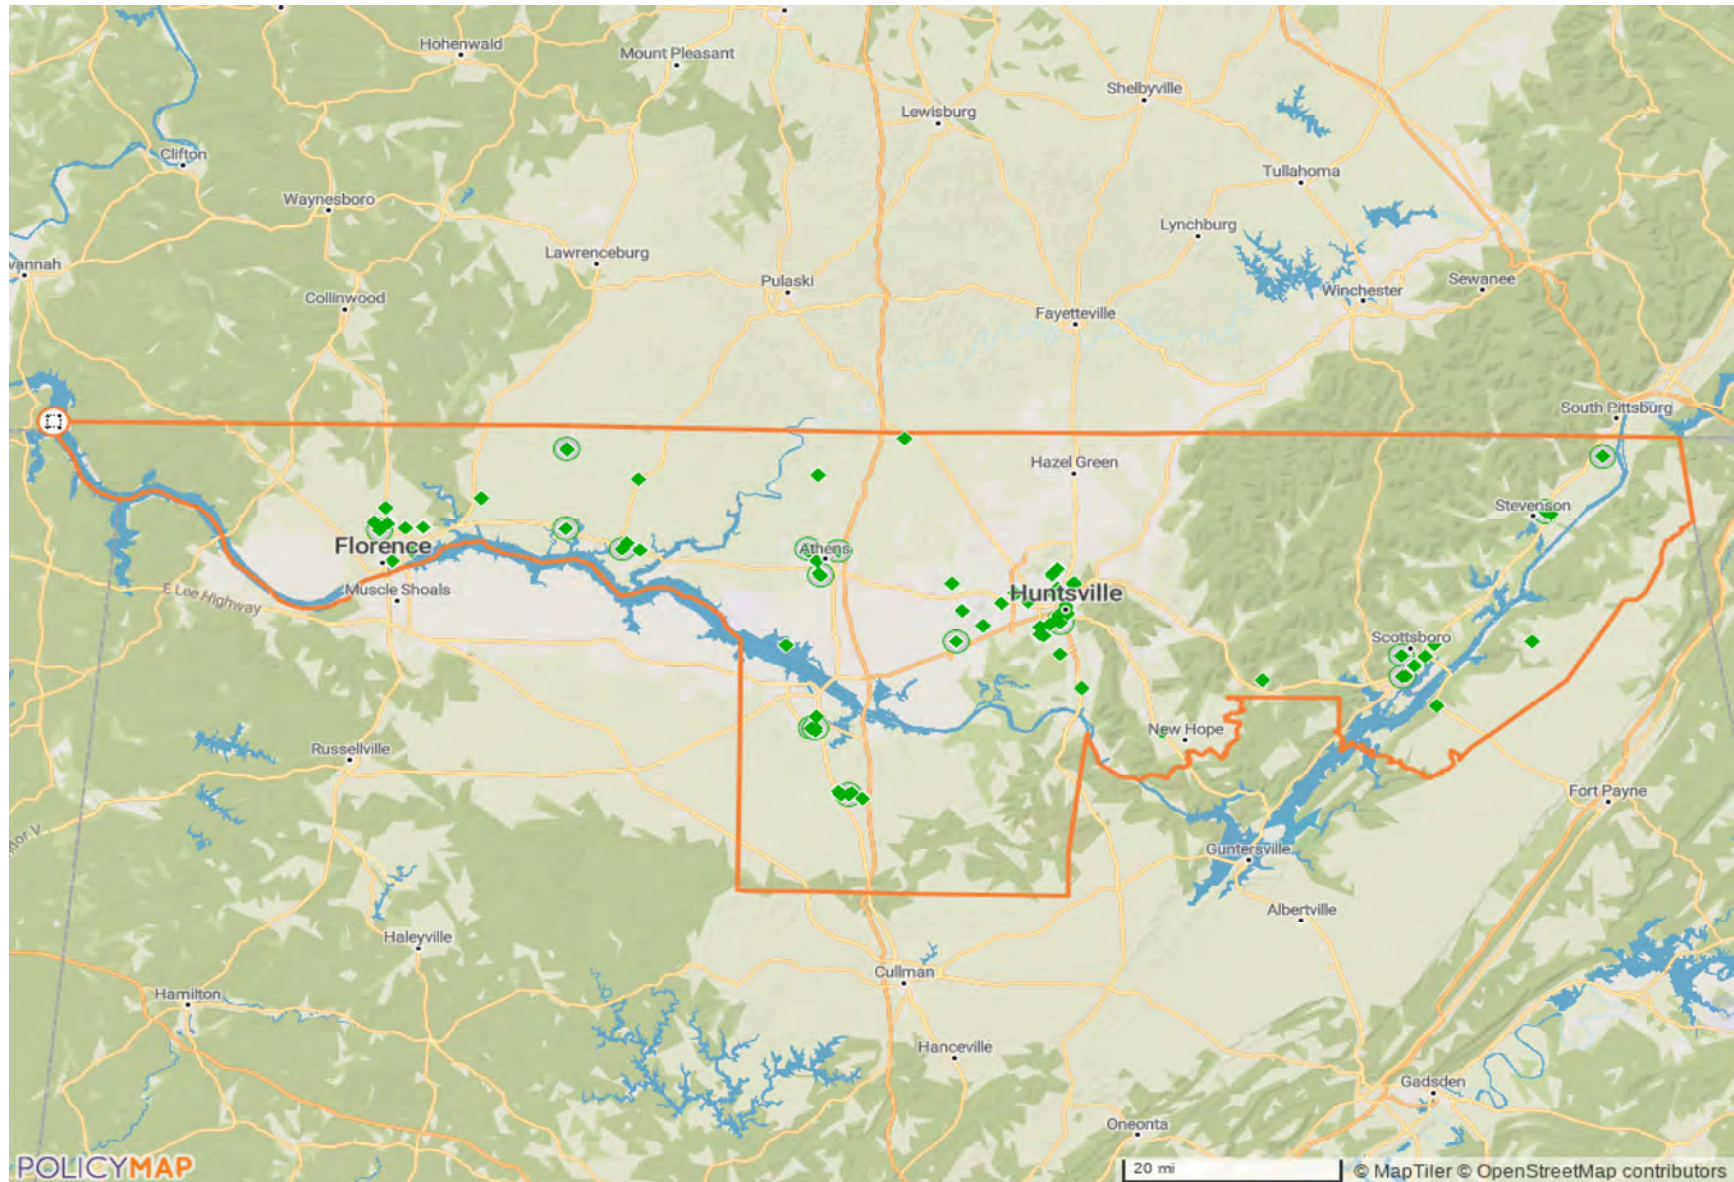 Hohenwald
Mount Pleasant
Shelbyville
Lewisburg
Clifton
Tullahoma
Waynesboro
Lynchburg
Lawrenceburg
vannah
Pulaski
Sewanee
Winchester
Collinwood
Fayetteville
South Pittsburg
Hazel Green
Stevenson
Florence
Athens
E Lee Highway
Muscle Shoals
Huntsville
Scottsboro
New Hope
Russellville
Fort Payne
dor V
Guntersville
Albertville
Haleyville
Cullman
Hamilton
Hanceville
Gadsden
Oneonta
POLICYMAP
20 mi
© MapTiler © OpenStreetMap contributors